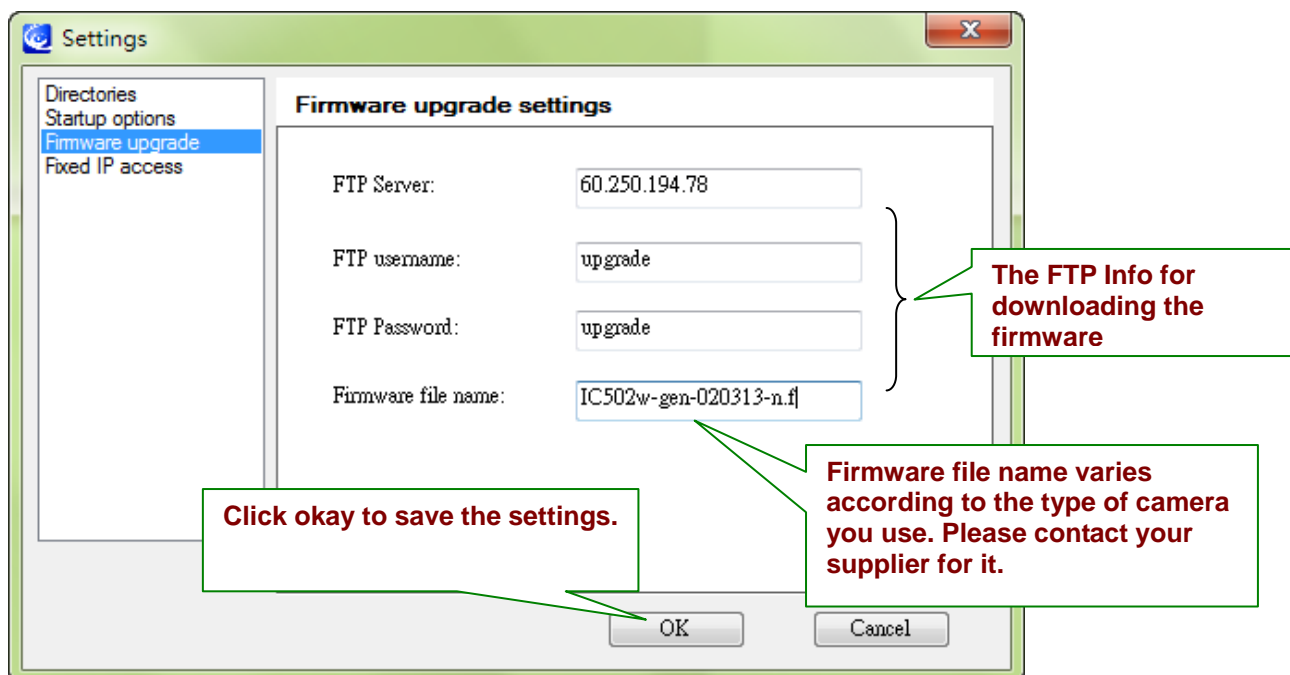 Settings
Directories
Startup options
Firmware upgrade
Fixed IP access
Firmware upgrade settings
FTP Server:
60.250.194.78
FTP username:
upgrade
FTP Password:
upgrade
Firmware file name:
IC502w-gen-020313-n.f
The FTP Info for
downloading the
firmware
Firmware file name varies
according to the type of camera
you use. Please contact your
supplier for it.
Click okay to save the settings.
OK
Cancel